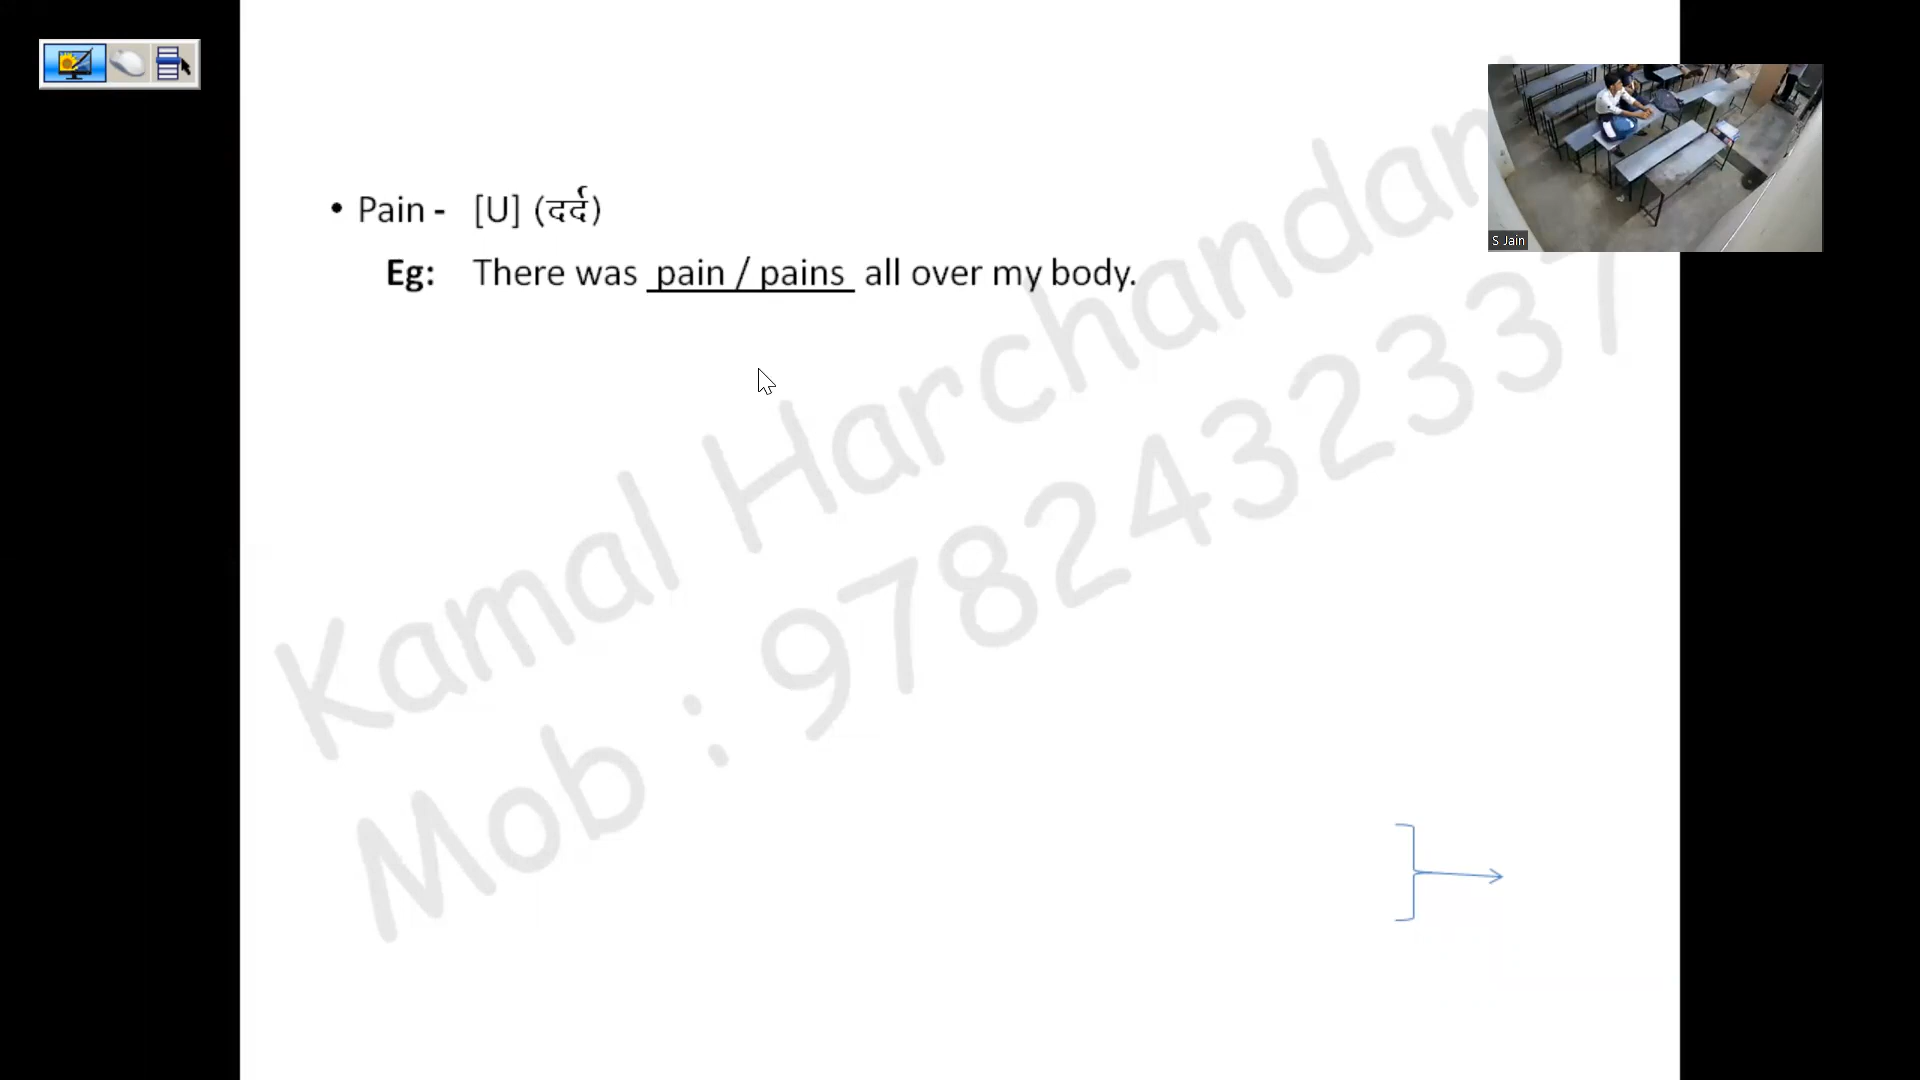 • Pain - [U] (दर्द)
Eg: There was pain / pains all over my body.
S Jain
Kamal Harchandani
Mob : 9782432337